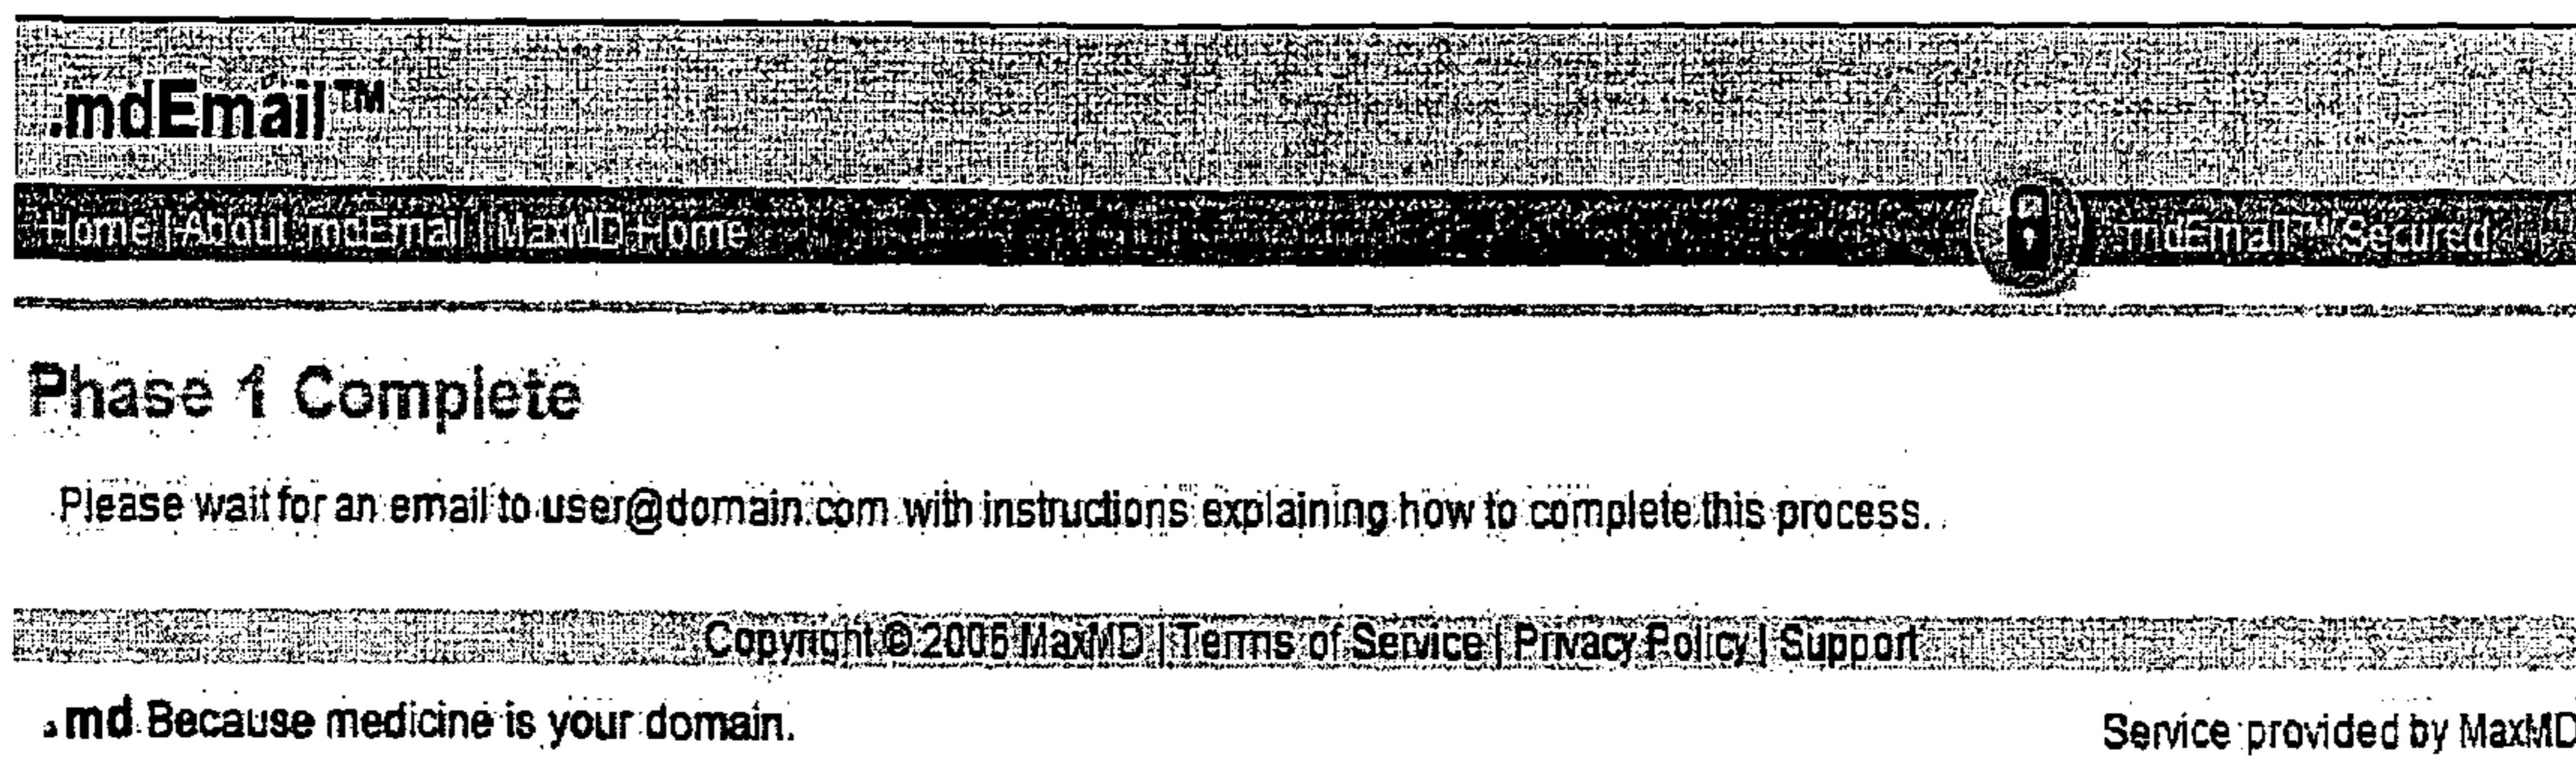 .mdEmail™
Home | About .mdEmail | MaxMD Home
.mdEmail™ Secured
Phase 1 Complete
Please wait for an email to user@domain.com with instructions explaining how to complete this process.
Copyright © 2006 MaxMD | Terms of Service | Privacy Policy | Support
.md Because medicine is your domain.
Service provided by MaxMD